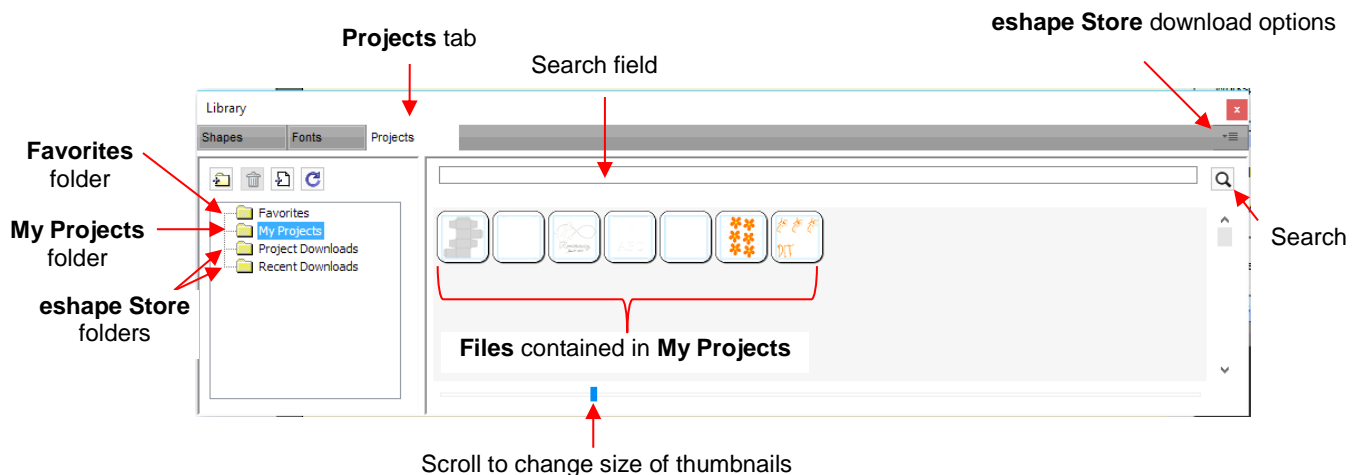 eshape Store download options
Projects tab
Search field
Library
x
Shapes
Fonts
Projects
Favorites
folder
Favorites
My Projects
My Projects
folder
Project Downloads
Search
Recent Downloads
eshape Store
folders
Files contained in My Projects
Scroll to change size of thumbnails